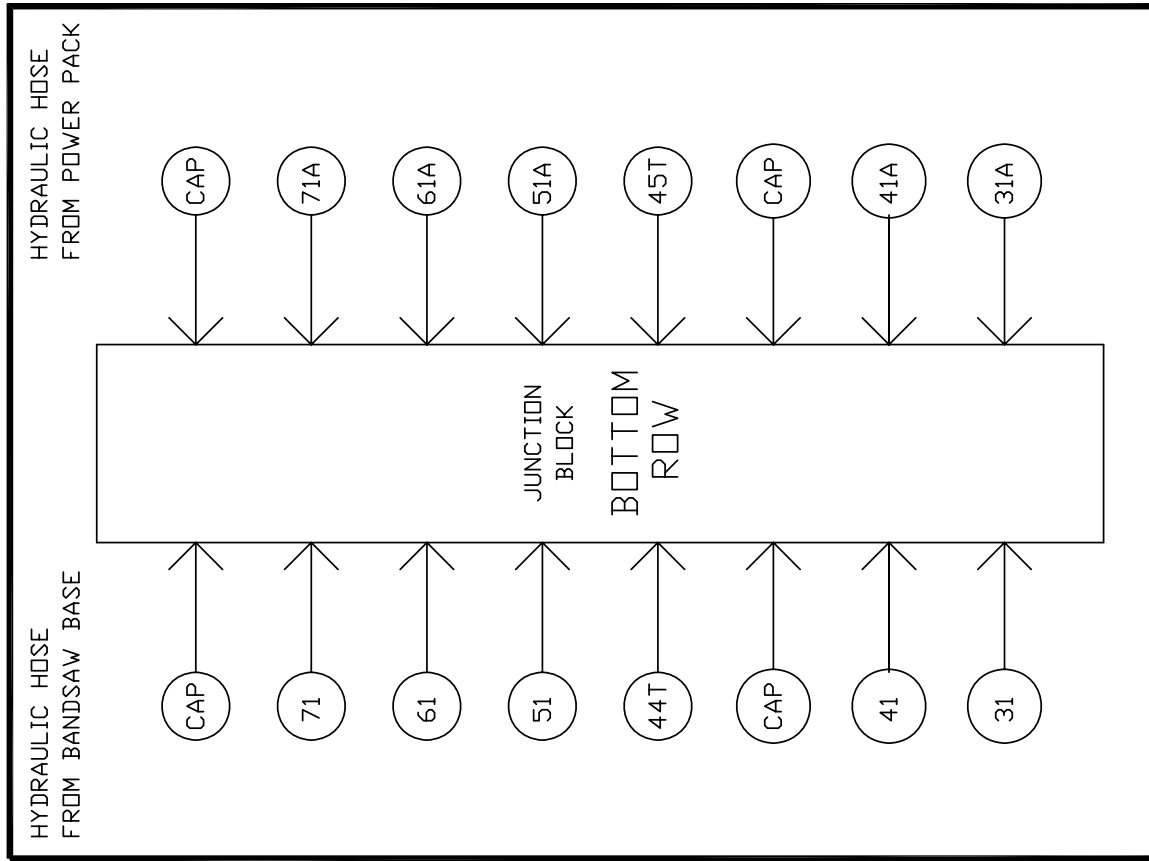 HYDRAULIC HOSE
FROM BANDSAW BASE
HYDRAULIC HOSE
FROM POWER PACK
CAP
CAP
71
71A
61
61A
51
51A
JUNCTION
BLOCK
BOTTOM
ROW
44T
45T
CAP
CAP
41
41A
31
31A